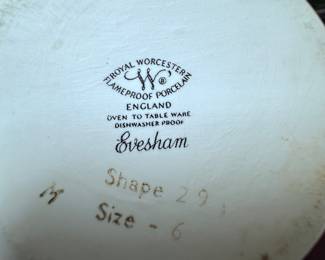 ROYAL WORCESTER
FLAMEPROOF PORCELAIN
W ®
ENGLAND
OVEN TO TABLE WARE
DISHWASHER PROOF
Evesham
Shape 29
Size - 6